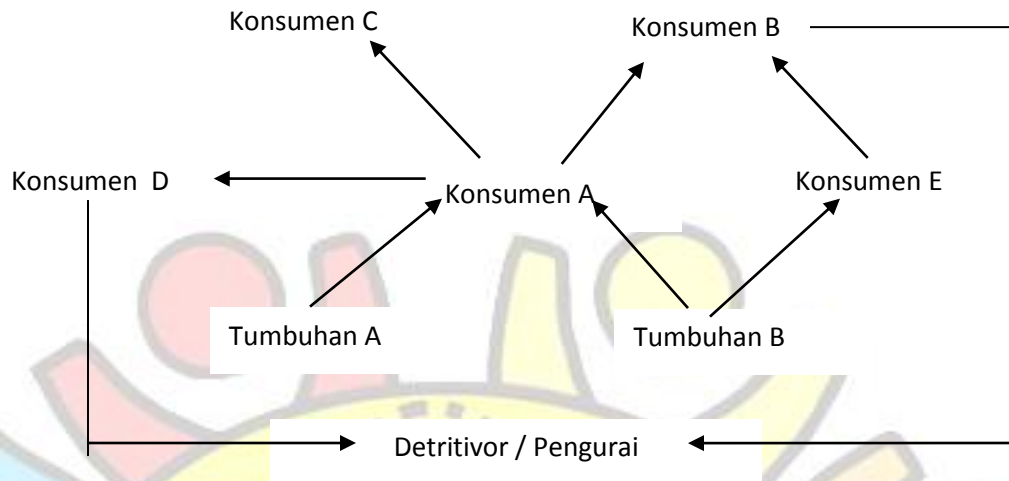 Konsumen C
Konsumen B
Konsumen D
Konsumen A
Konsumen E
Tumbuhan A
Tumbuhan B
Detritivor / Pengurai